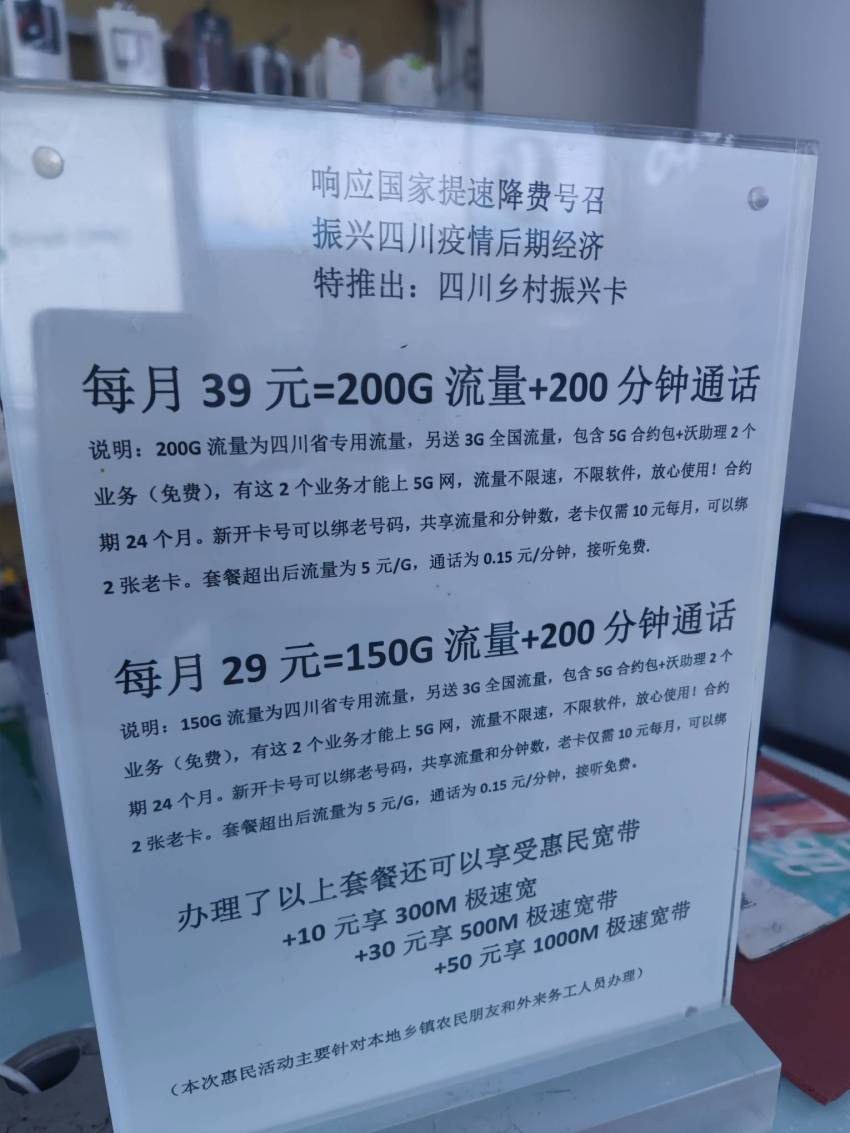 响应国家提速降费号召
振兴四川疫情后期经济
特推出：四川乡村振兴卡
每月 39 元=200G 流量+200 分钟通话
说明：200G 流量为四川省专用流量，另送 3G 全国流量，包含 5G 合约包+沃助理 2 个
业务（免费），有这 2 个业务才能上 5G 网，流量不限速，不限软件，放心使用！合约
期 24 个月。新开卡号可以绑老号码，共享流量和分钟数，老卡仅需 10 元每月，可以绑
2 张老卡。套餐超出后流量为 5 元/G，通话为 0.15 元/分钟，接听免费.
每月 29 元=150G 流量+200 分钟通话
说明：150G 流量为四川省专用流量，另送 3G 全国流量，包含 5G 合约包+沃助理 2 个
业务（免费），有这 2 个业务才能上 5G 网，流量不限速，不限软件，放心使用！合约
期 24 个月。新开卡号可以绑老号码，共享流量和分钟数，老卡仅需 10 元每月，可以绑
2 张老卡。套餐超出后流量为 5 元/G，通话为 0.15 元/分钟，接听免费。
办理了以上套餐还可以享受惠民宽带
+10 元享 300M 极速宽
+30 元享 500M 极速宽带
+50 元享 1000M 极速宽带
（本次惠民活动主要针对本地乡镇农民朋友和外来务工人员办理）